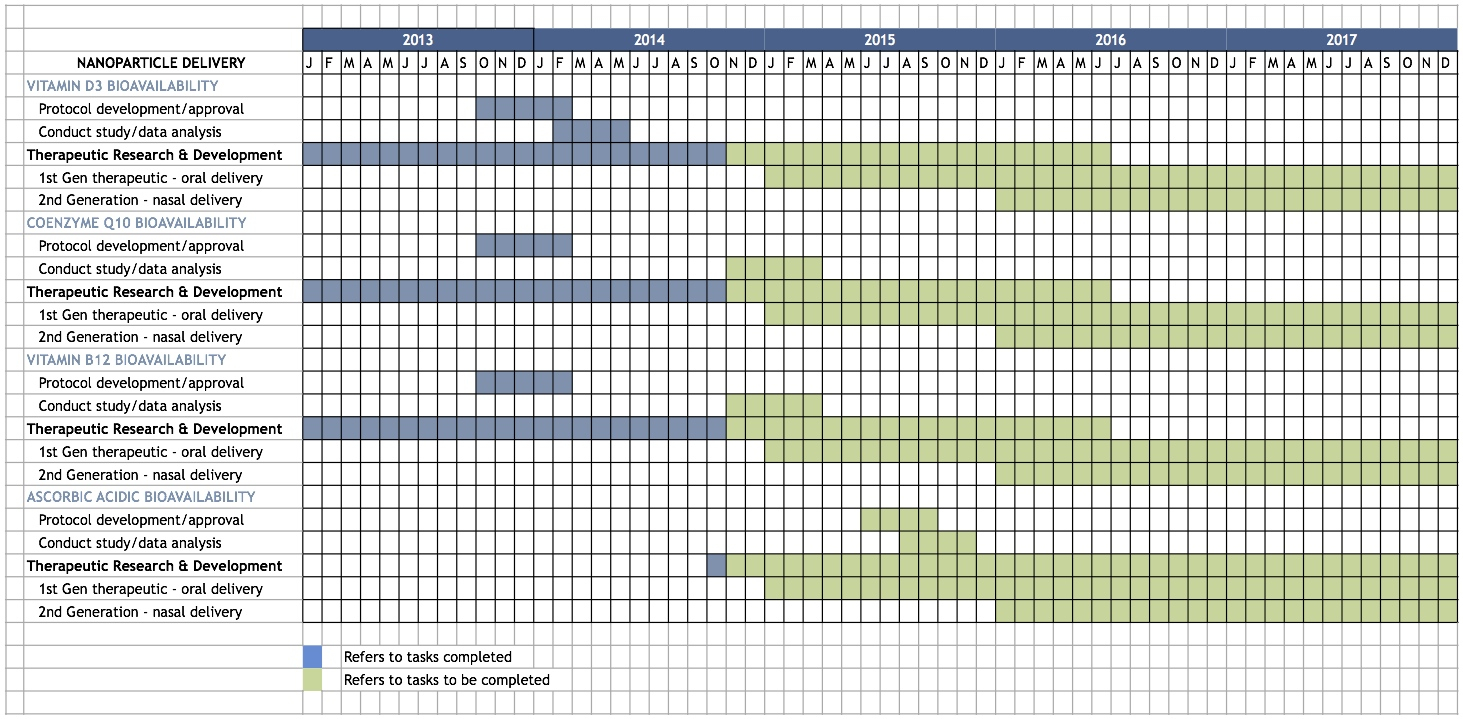 2013 2014 2015 2016 2017
NANOPARTICLE DELIVERY J F M A M J J A S O N D J F M A M J J A S O N D J F M A M J J A S O N D J F M A M J J A S O N D J F M A M J J A S O N D
VITAMIN D3 BIOAVAILABILITY
Protocol development/approval
Conduct study/data analysis
Therapeutic Research & Development
1st Gen therapeutic - oral delivery
2nd Generation - nasal delivery
COENZYME Q10 BIOAVAILABILITY
Protocol development/approval
Conduct study/data analysis
Therapeutic Research & Development
1st Gen therapeutic - oral delivery
2nd Generation - nasal delivery
VITAMIN B12 BIOAVAILABILITY
Protocol development/approval
Conduct study/data analysis
Therapeutic Research & Development
1st Gen therapeutic - oral delivery
2nd Generation - nasal delivery
ASCORBIC ACIDIC BIOAVAILABILITY
Protocol development/approval
Conduct study/data analysis
Therapeutic Research & Development
1st Gen therapeutic - oral delivery
2nd Generation - nasal delivery
Refers to tasks completed
Refers to tasks to be completed